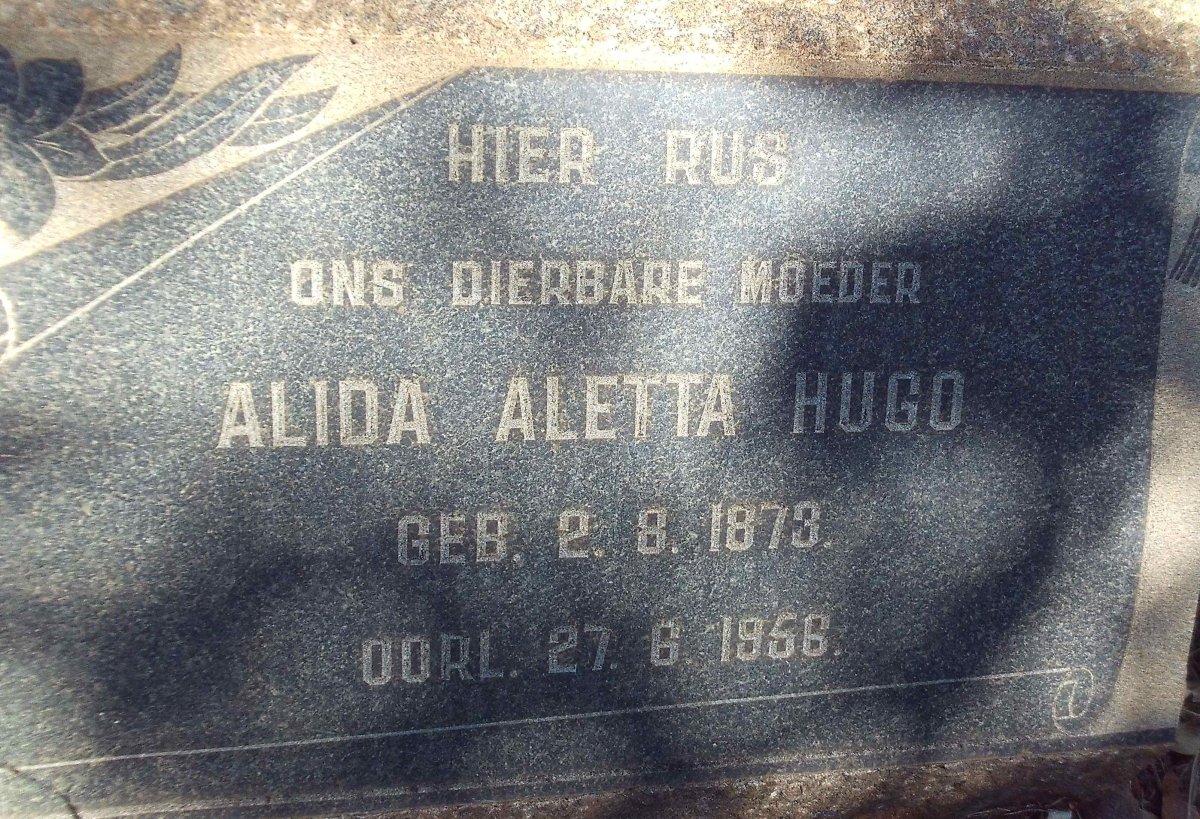 HIER RUS
ONS DIERBARE MOEDER
ALIDA ALETTA HUGO
GEB. 2. 8. 1873.
OORL. 27. 6. 1956.